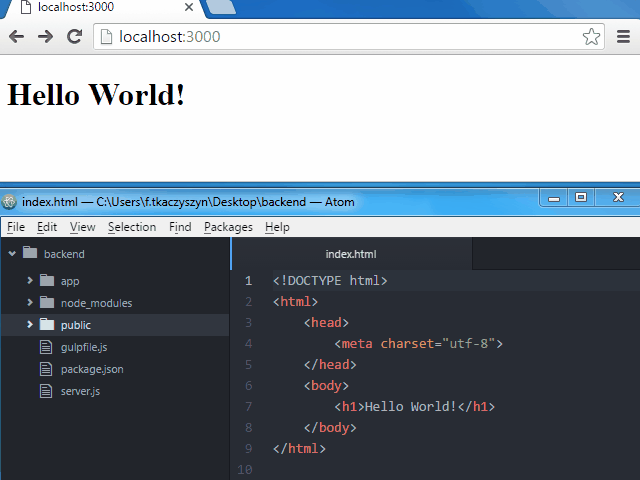 localhost:3000
localhost:3000
Hello World!
index.html — C:\Users\f.tkaczyszyn\Desktop\backend — Atom
File Edit View Selection Find Packages Help
backend
app
node_modules
public
gulpfile.js
package.json
server.js
index.html
1 <!DOCTYPE html>
2 <html>
3 <head>
4 <meta charset="utf-8">
5 </head>
6 <body>
7 <h1>Hello World!</h1>
8 </body>
9 </html>
10